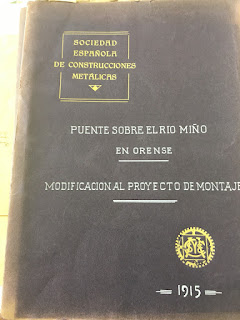 SOCIEDAD
ESPAÑOLA
DE CONSTRUCCIONES
METÁLICAS
PUENTE SOBRE EL RIO MIÑO
EN ORENSE
MODIFICACION AL PROYECTO DE MONTAJE
1915